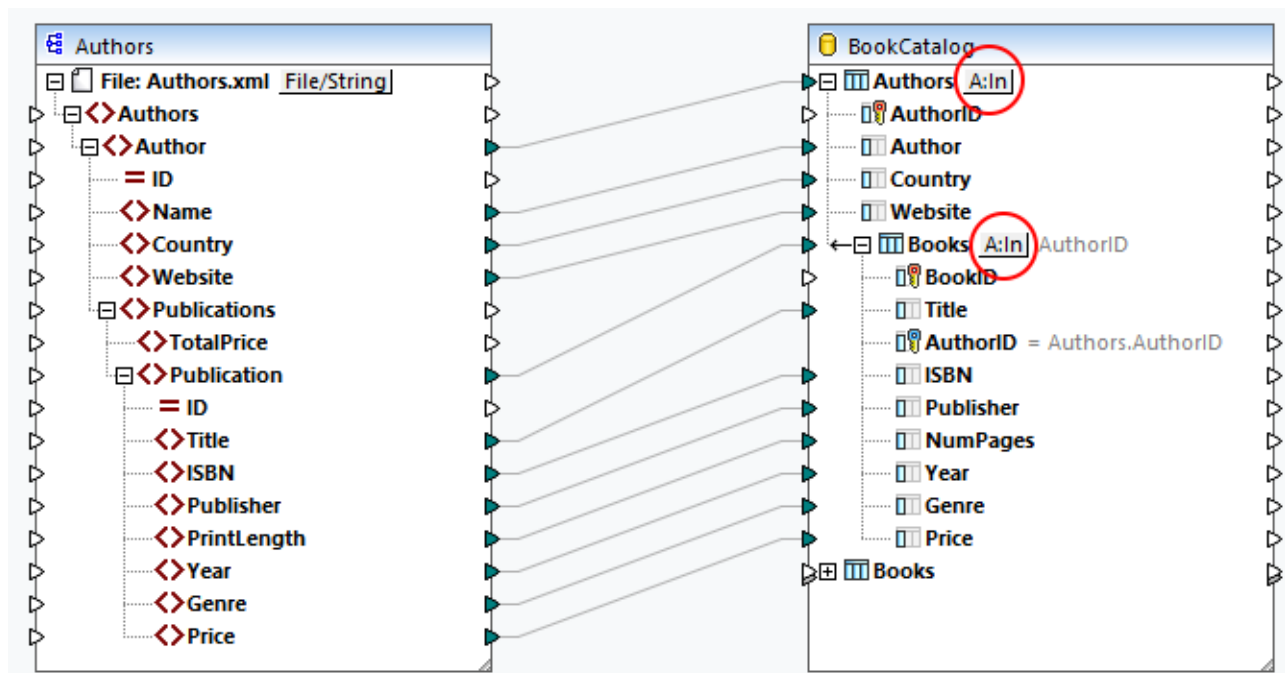 Authors
File: Authors.xml File/String
Authors
Author
ID
Name
Country
Website
Publications
TotalPrice
Publication
ID
Title
ISBN
Publisher
PrintLength
Year
Genre
Price
BookCatalog
Authors A:In
AuthorID
Author
Country
Website
Books A:In AuthorID
BookID
Title
AuthorID = Authors.AuthorID
ISBN
Publisher
NumPages
Year
Genre
Price
Books